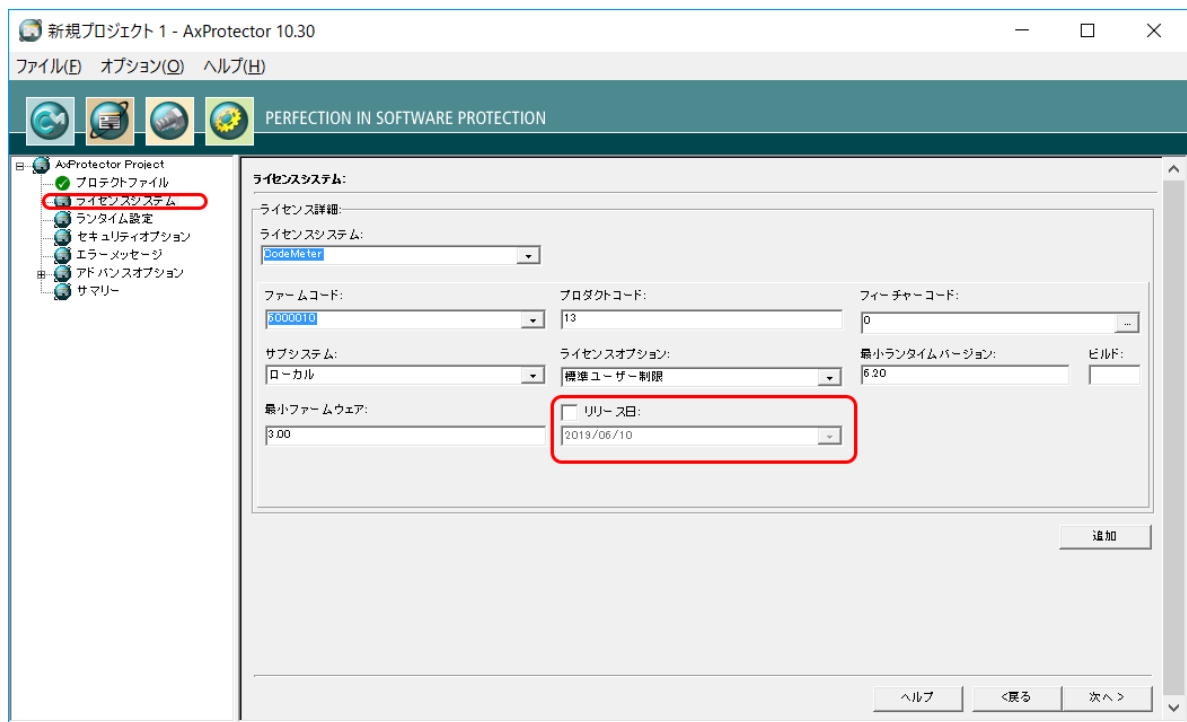 新規プロジェクト 1 - AxProtector 10.30
ファイル(F) オプション(O) ヘルプ(H)
PERFECTION IN SOFTWARE PROTECTION
AxProtector Project
プロテクトファイル
ライセンスシステム
ランタイム設定
セキュリティオプション
エラーメッセージ
アドバンスオプション
サマリー
ライセンスシステム:
ライセンス詳細:
ライセンスシステム:
CodeMeter
ファームコード: プロダクトコード: フィーチャーコード:
6000010 13 0 ...
サブシステム: ライセンスオプション: 最小ランタイムバージョン: ビルド:
ローカル 標準ユーザー制限 6.20
最小ファームウェア: リリース日:
3.00 2019/06/10
追加
ヘルプ <戻る 次へ >